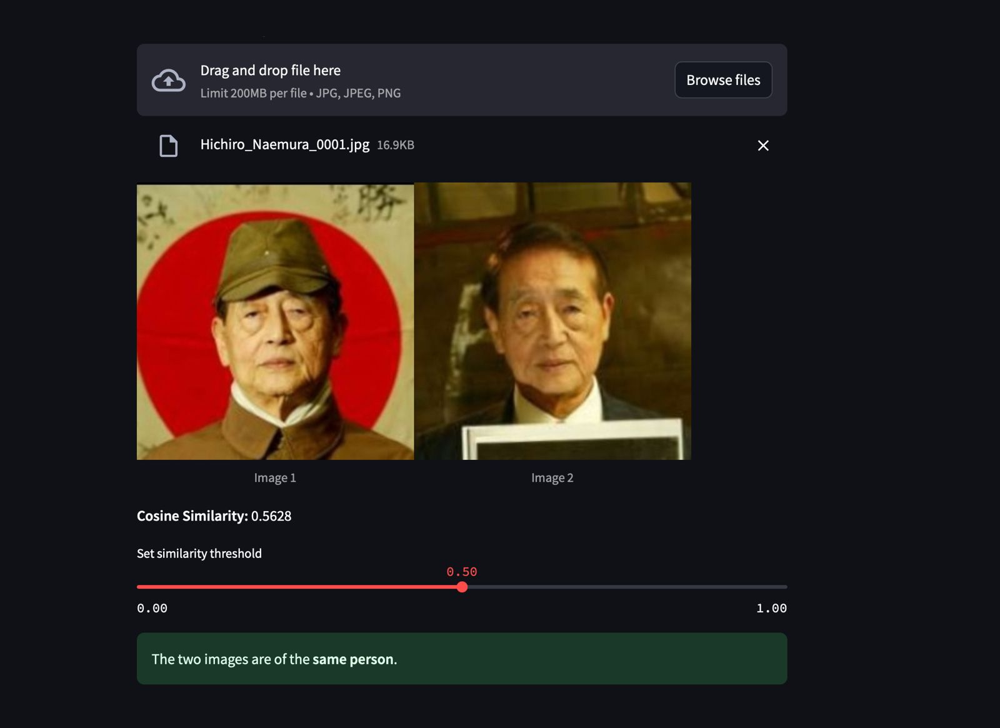 Drag and drop file here
Limit 200MB per file • JPG, JPEG, PNG
Browse files
Hichiro_Naemura_0001.jpg 16.9KB
勝
Image 1
Image 2
Cosine Similarity: 0.5628
Set similarity threshold
0.50
0.00
1.00
The two images are of the same person.